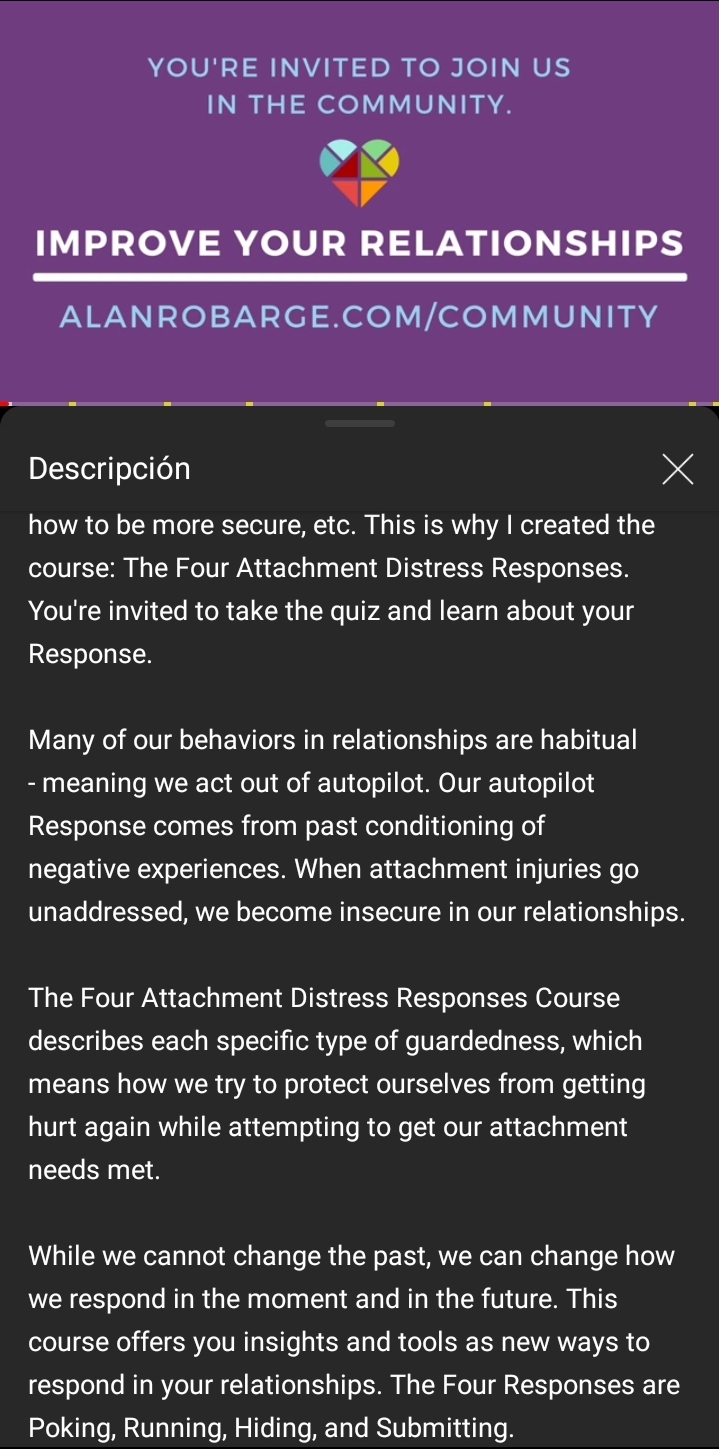 YOU'RE INVITED TO JOIN US
IN THE COMMUNITY.
IMPROVE YOUR RELATIONSHIPS
ALANROBARGE.COM/COMMUNITY
Descripción
how to be more secure, etc. This is why I created the
course: The Four Attachment Distress Responses.
You're invited to take the quiz and learn about your
Response.
Many of our behaviors in relationships are habitual
- meaning we act out of autopilot. Our autopilot
Response comes from past conditioning of
negative experiences. When attachment injuries go
unaddressed, we become insecure in our relationships.
The Four Attachment Distress Responses Course
describes each specific type of guardedness, which
means how we try to protect ourselves from getting
hurt again while attempting to get our attachment
needs met.
While we cannot change the past, we can change how
we respond in the moment and in the future. This
course offers you insights and tools as new ways to
respond in your relationships. The Four Responses are
Poking, Running, Hiding, and Submitting.